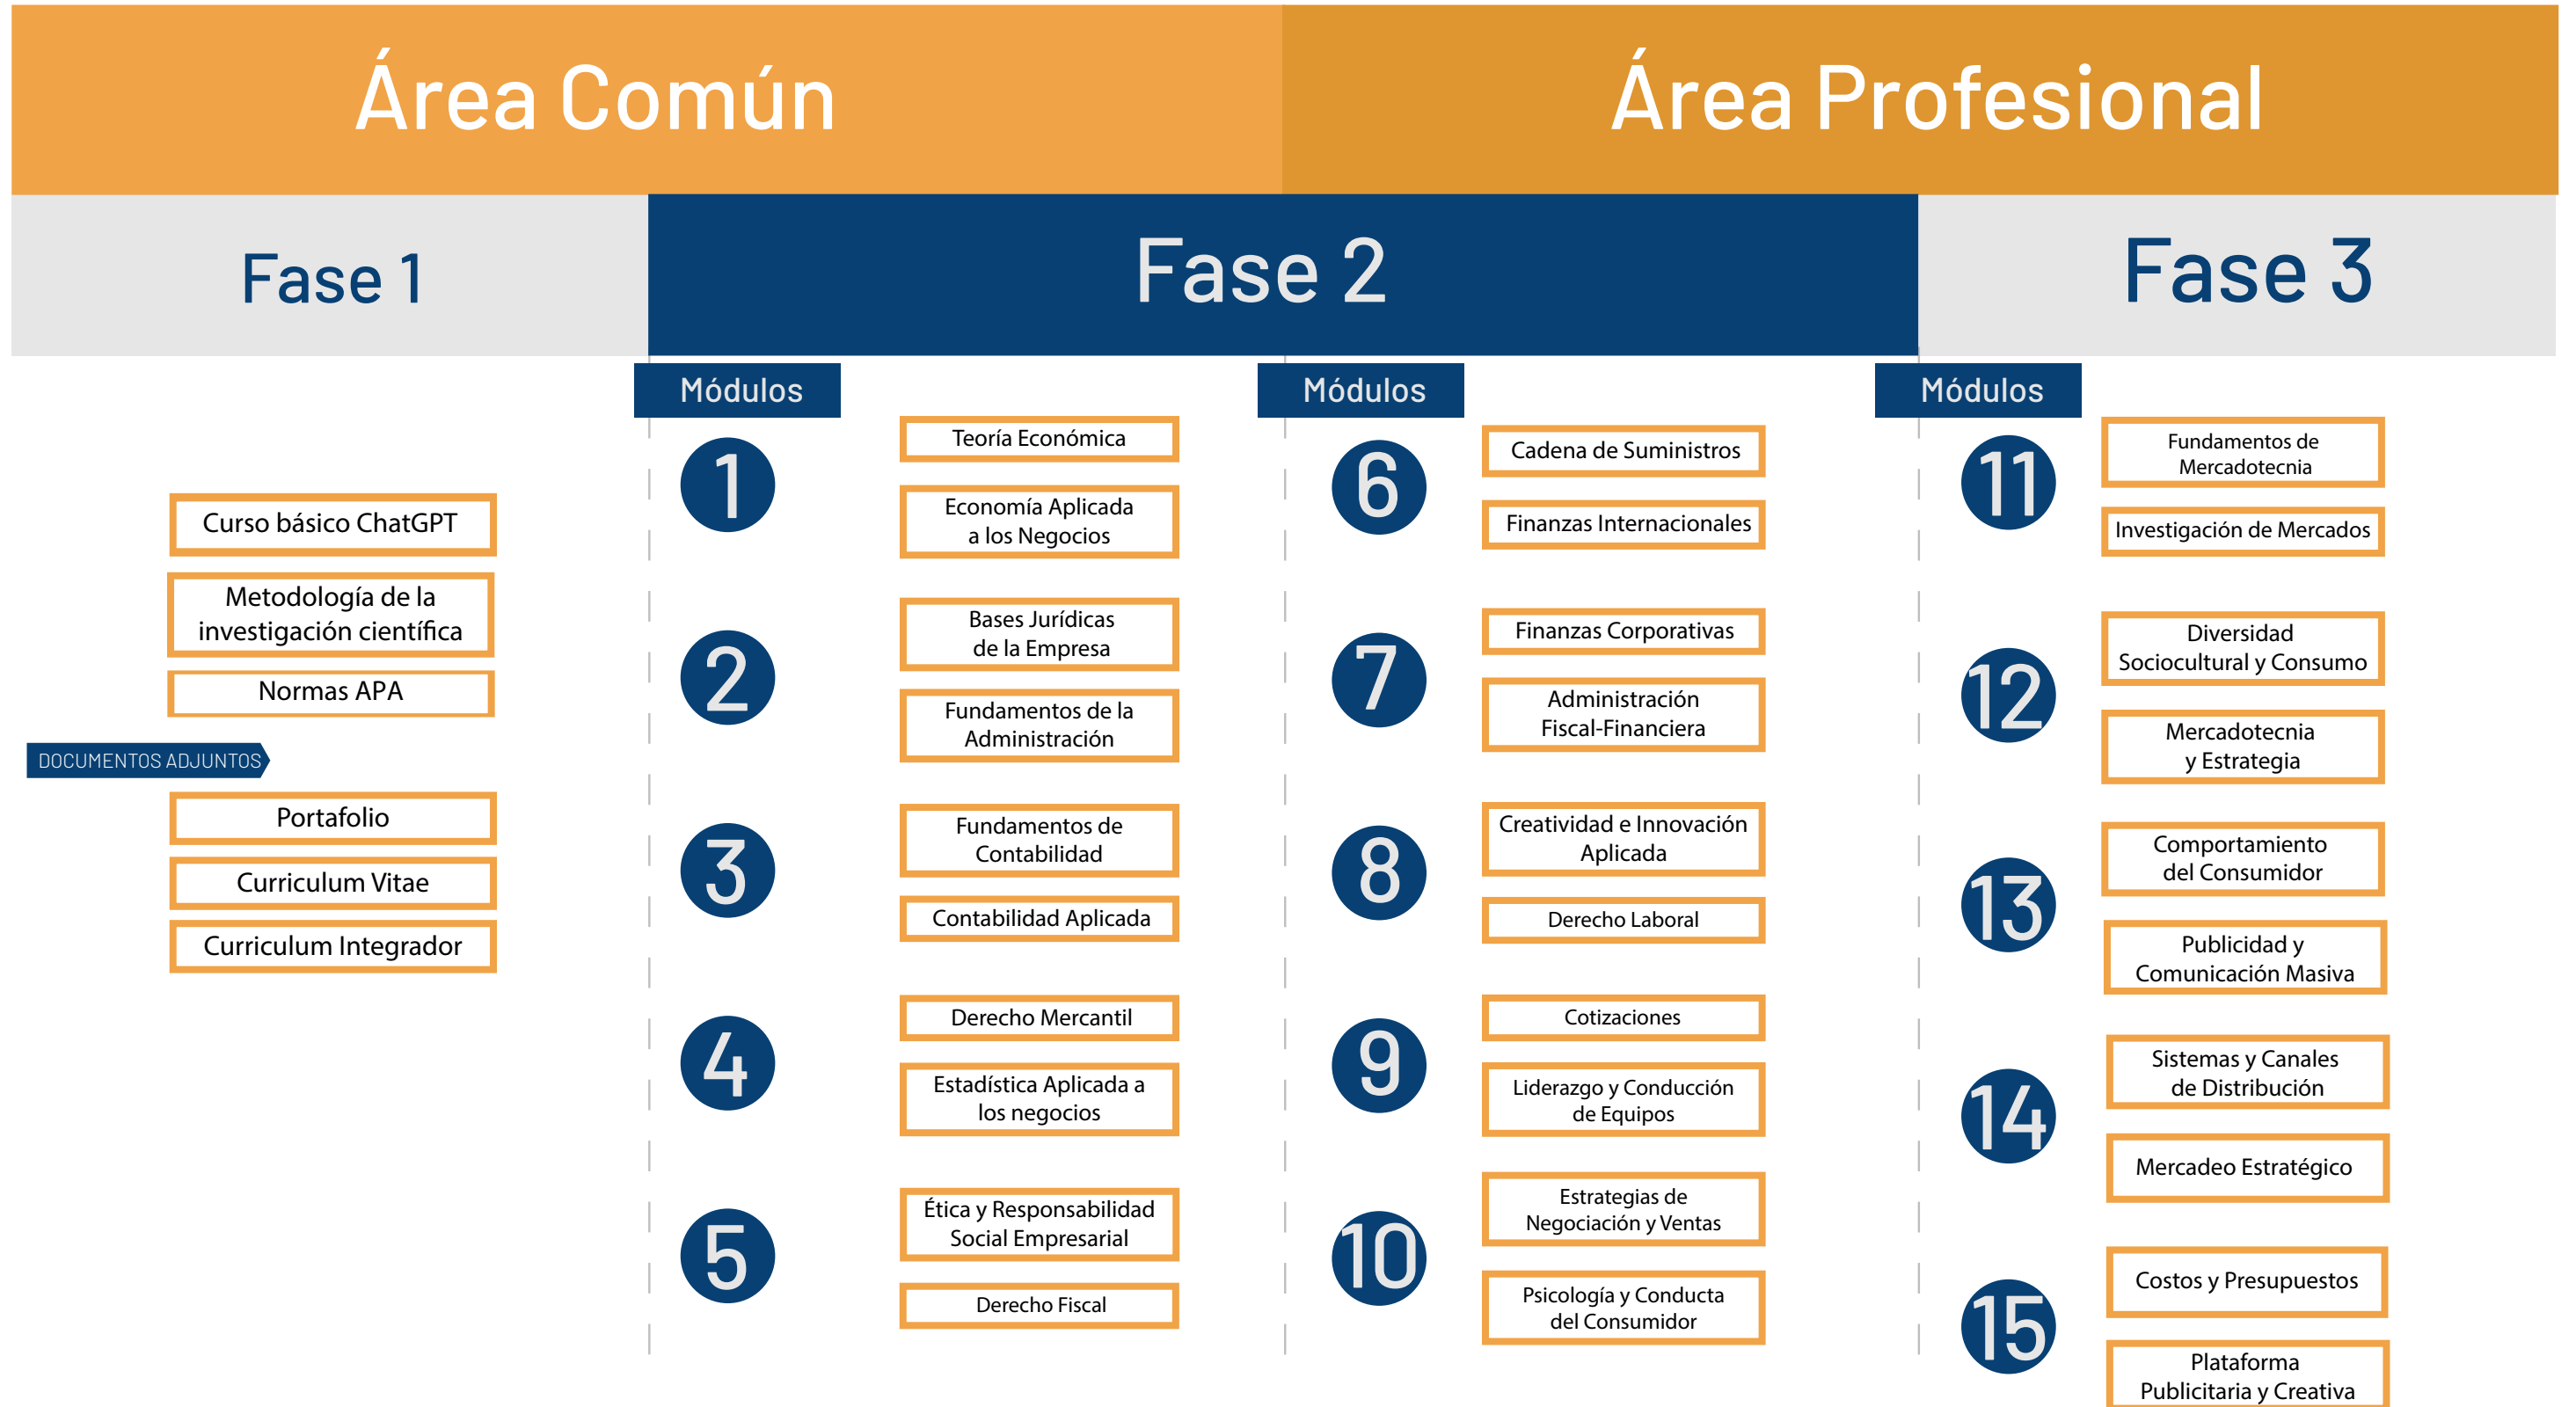 Área Común
Área Profesional
Fase 1
Fase 2
Fase 3
Curso básico ChatGPT
Metodología de la
investigación científica
Normas APA
DOCUMENTOS ADJUNTOS
Portafolio
Curriculum Vitae
Curriculum Integrador
Módulos
1
Teoría Económica
Economía Aplicada
a los Negocios
2
Bases Jurídicas
de la Empresa
Fundamentos de la
Administración
3
Fundamentos de
Contabilidad
Contabilidad Aplicada
4
Derecho Mercantil
Estadística Aplicada a
los negocios
5
Ética y Responsabilidad
Social Empresarial
Derecho Fiscal
Módulos
6
Cadena de Suministros
Finanzas Internacionales
7
Finanzas Corporativas
Administración
Fiscal-Financiera
8
Creatividad e Innovación
Aplicada
Derecho Laboral
9
Cotizaciones
Liderazgo y Conducción
de Equipos
10
Estrategias de
Negociación y Ventas
Psicología y Conducta
del Consumidor
Módulos
11
Fundamentos de
Mercadotecnia
Investigación de Mercados
12
Diversidad
Sociocultural y Consumo
Mercadotecnia
y Estrategia
13
Comportamiento
del Consumidor
Publicidad y
Comunicación Masiva
14
Sistemas y Canales
de Distribución
Mercadeo Estratégico
15
Costos y Presupuestos
Plataforma
Publicitaria y Creativa